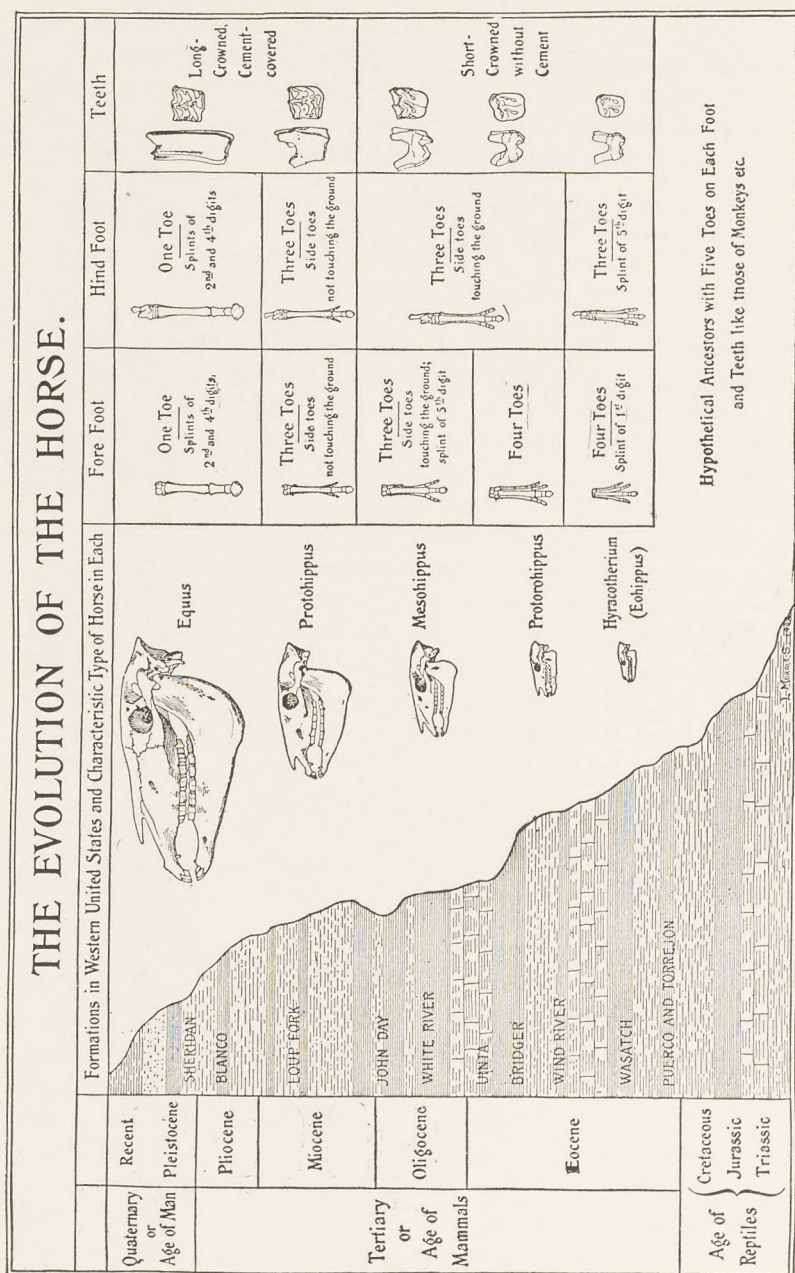 THE EVOLUTION OF THE HORSE.
Formations in Western United States and Characteristic Type of Horse in Each
Fore Foot
Hind Foot
Teeth
Quaternary
or
Age of Man
Recent
Pleistocene
SHERIDAN
Equus
One Toe
Splints of
2nd and 4th digits.
One Toe
Splints of
2nd and 4th digits
Long-
Crowned,
Cement-
covered
Tertiary
or
Age of
Mammals
Pliocene
BLANCO
Miocene
LOUP FORK
Protohippus
Three Toes
Side toes
not touching the ground
Three Toes
Side toes
not touching the ground
JOHN DAY
Oligocene
WHITE RIVER
Mesohippus
Three Toes
Side toes
touching the ground;
splint of 5th digit
Three Toes
Side toes
touching the ground
Short-
Crowned
without
Cement
Eocene
UINTA
BRIDGER
Protorohippus
Four Toes
WIND RIVER
WASATCH
Hyracotherium
(Eohippus)
Four Toes
Splint of 1st digit
Three Toes
Splint of 5th digit
PUERCO AND TORREJON
Age of
Reptiles
Cretaceous
Jurassic
Triassic
Hypothetical Ancestors with Five Toes on Each Foot
and Teeth like those of Monkeys etc.